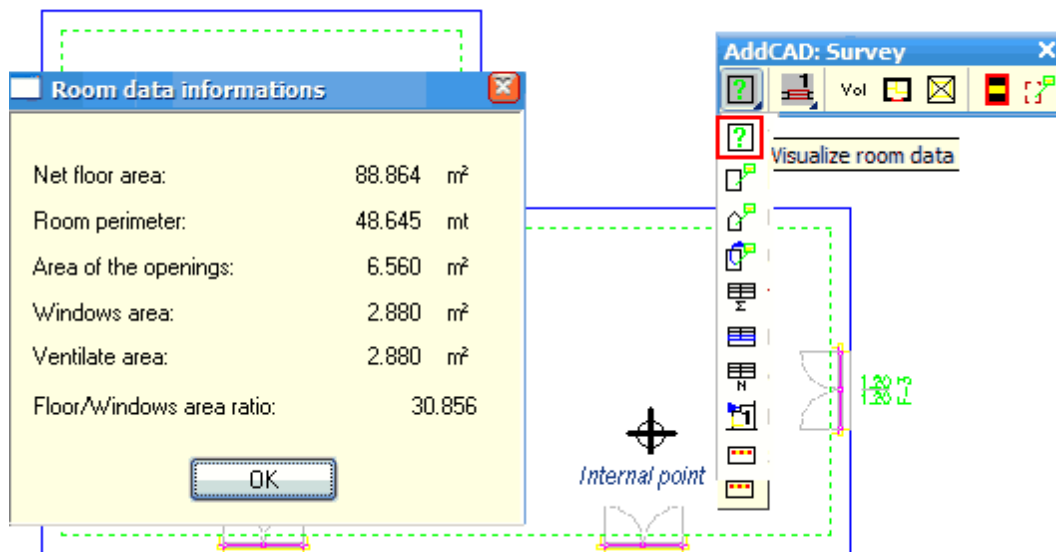 AddCAD: Survey
Room data informations
Vol
Visualize room data
Net floor area: 88.864 m²
Room perimeter: 48.645 mt
Area of the openings: 6.560 m²
Windows area: 2.880 m²
Ventilate area: 2.880 m²
Floor/Windows area ratio: 30.856
OK
Internal point